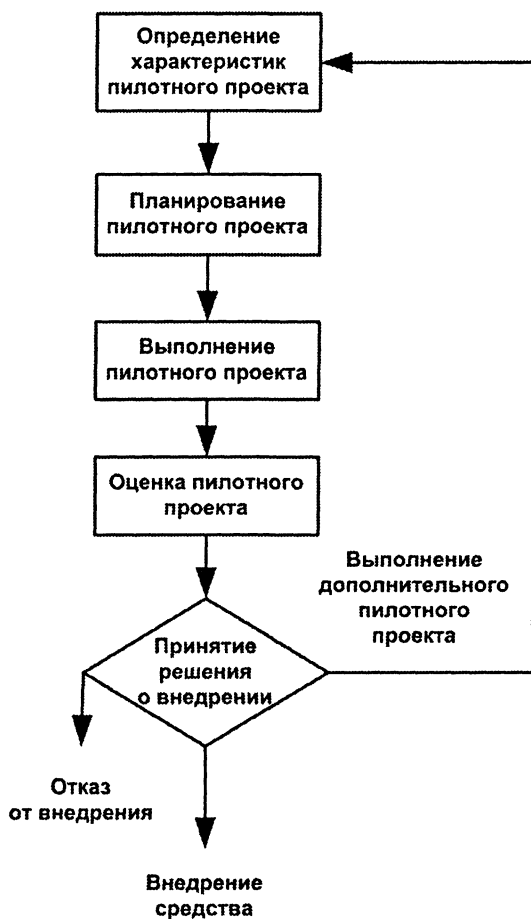 Определение
характеристик
пилотного проекта
Планирование
пилотного проекта
Выполнение
пилотного проекта
Оценка пилотного
проекта
Выполнение
дополнительного
пилотного
проекта
Принятие
решения
о внедрении
Отказ
от внедрения
Внедрение
средства